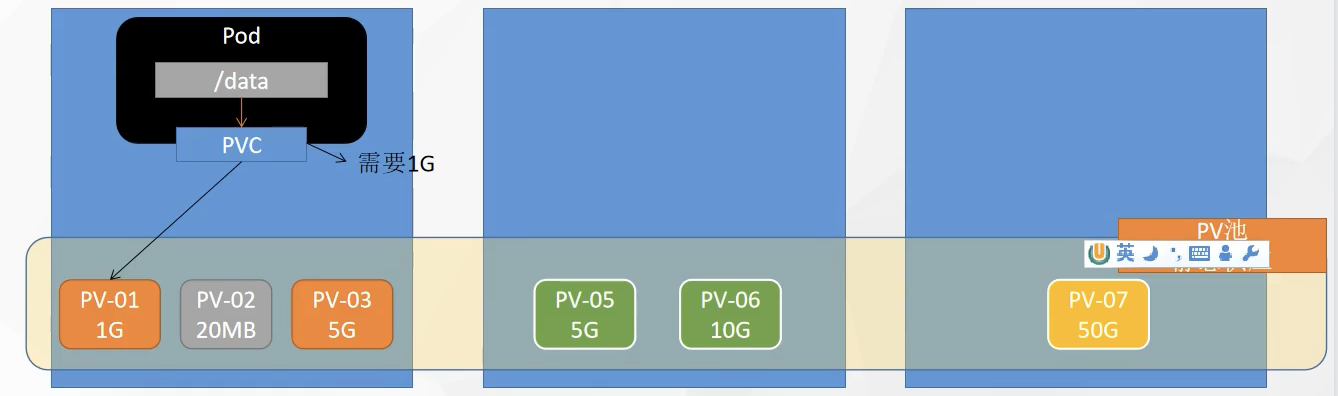 Pod
/data
PVC
需要1G
PV池
英
PV-01
1G
PV-02
20MB
PV-03
5G
PV-05
5G
PV-06
10G
PV-07
50G